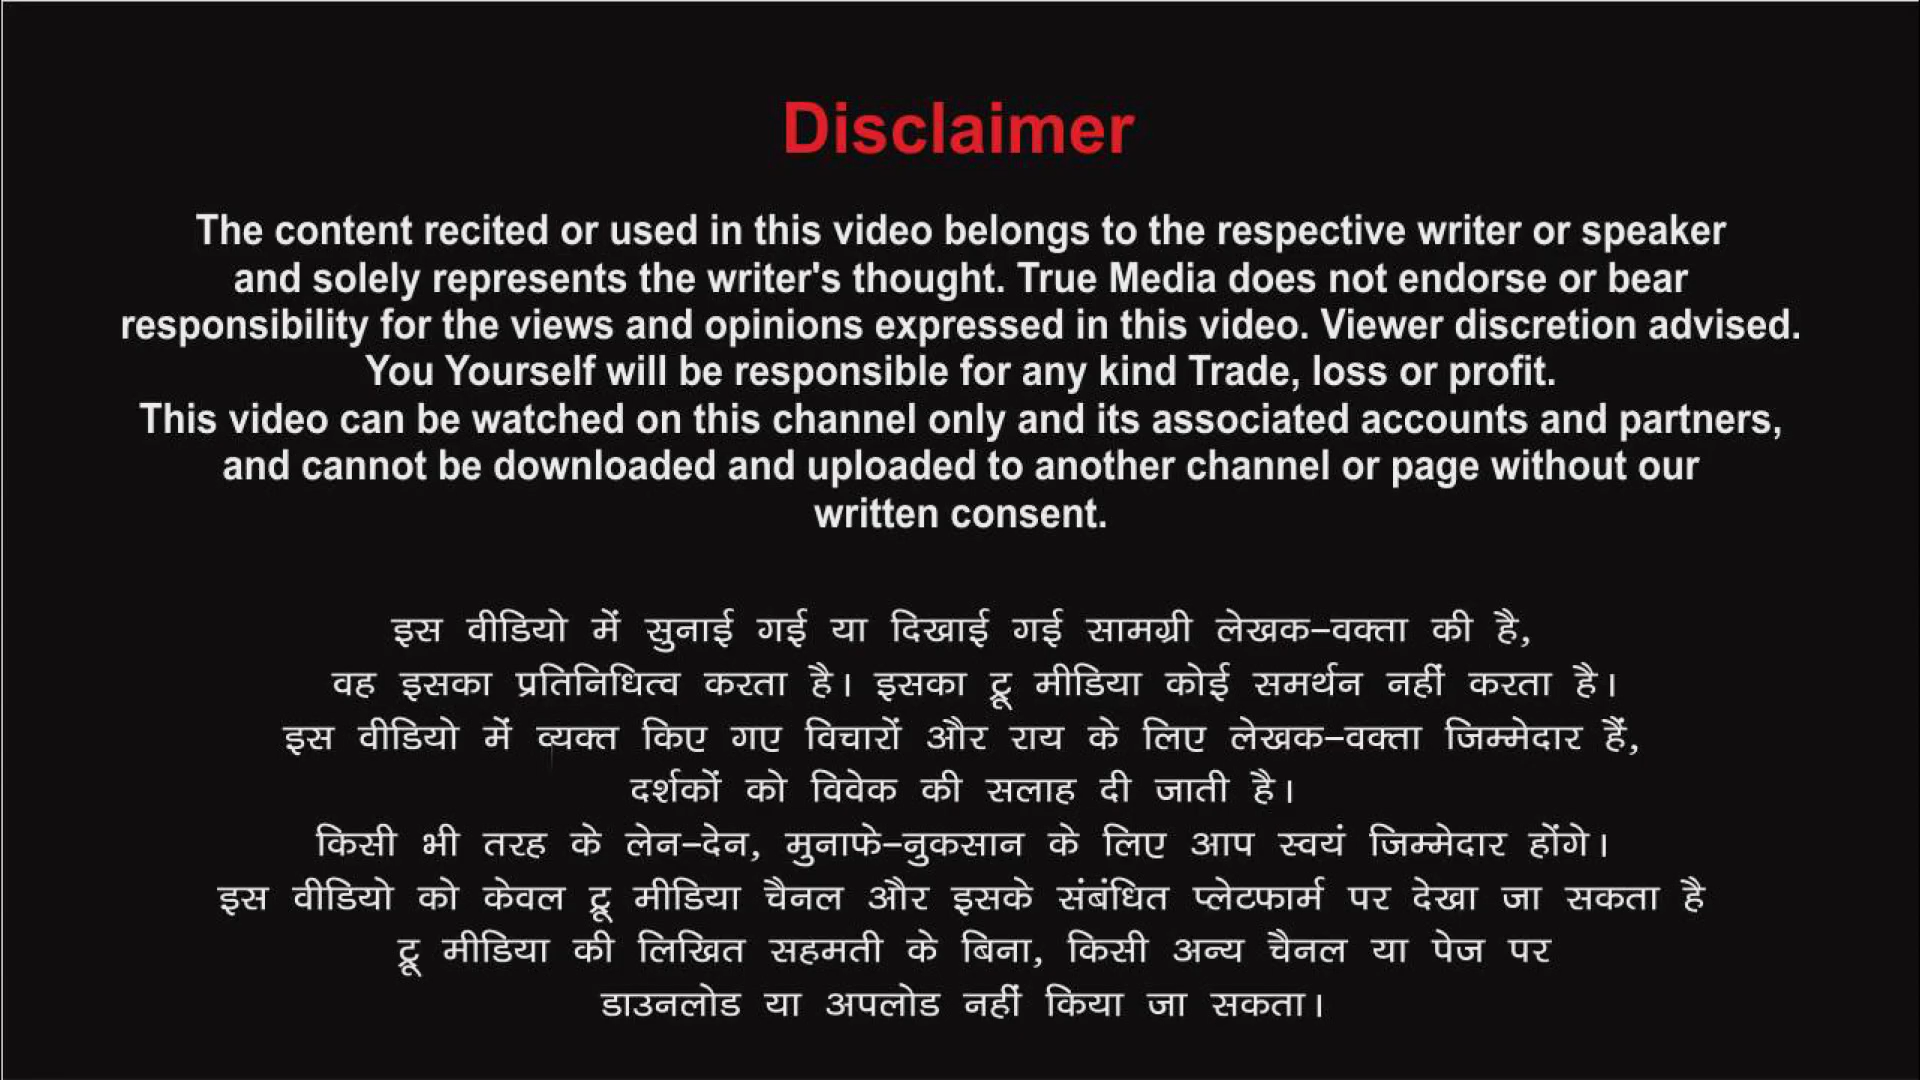 Disclaimer
The content recited or used in this video belongs to the respective writer or speaker
and solely represents the writer's thought. True Media does not endorse or bear
responsibility for the views and opinions expressed in this video. Viewer discretion advised.
You Yourself will be responsible for any kind Trade, loss or profit.
This video can be watched on this channel only and its associated accounts and partners,
and cannot be downloaded and uploaded to another channel or page without our
written consent.
इस वीडियो में सुनाई गई या दिखाई गई सामग्री लेखक–वक्ता की है,
वह इसका प्रतिनिधित्व करता है। इसका ट्रू मीडिया कोई समर्थन नहीं करता है।
इस वीडियो में व्यक्त किए गए विचारों और राय के लिए लेखक–वक्ता जिम्मेदार हैं,
दर्शकों को विवेक की सलाह दी जाती है।
किसी भी तरह के लेन–देन, मुनाफे–नुकसान के लिए आप स्वयं जिम्मेदार होंगे।
इस वीडियो को केवल ट्रू मीडिया चैनल और इसके संबंधित प्लेटफार्म पर देखा जा सकता है
ट्रू मीडिया की लिखित सहमती के बिना, किसी अन्य चैनल या पेज पर
डाउनलोड या अपलोड नहीं किया जा सकता।